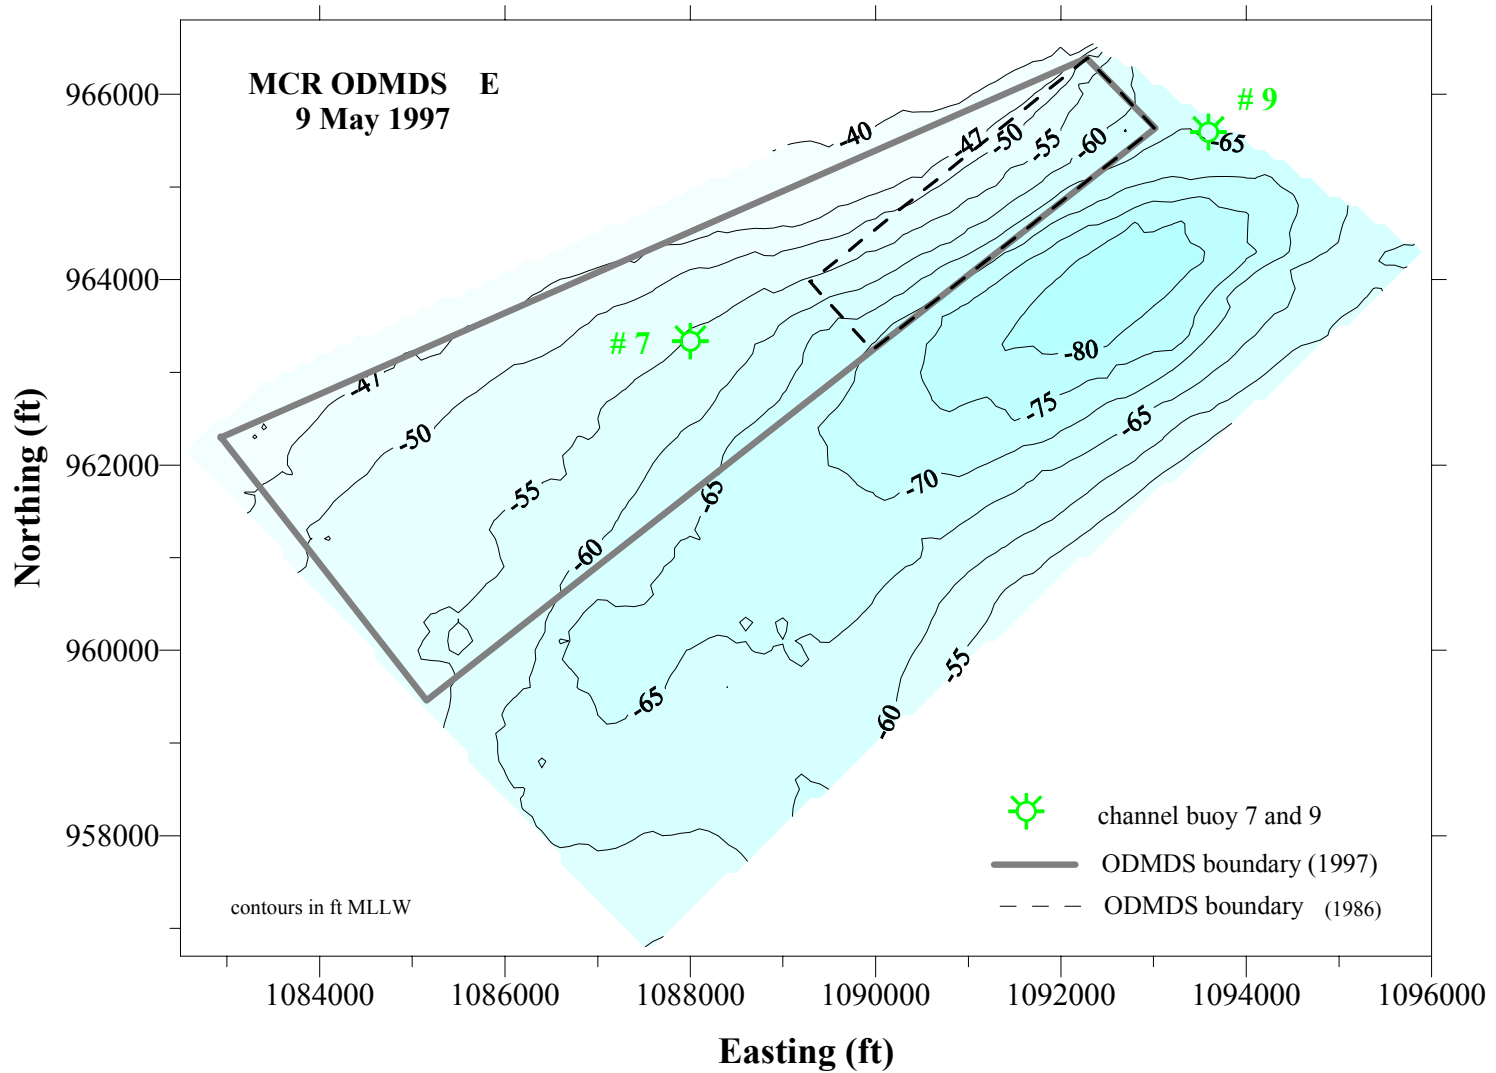 MCR ODMDS E
9 May 1997
# 9
# 7
-40
-47
-50
-55
-60
-65
-47
-50
-55
-60
-65
-80
-75
-65
-70
-65
-55
-60
966000
964000
962000
960000
958000
Northing (ft)
channel buoy 7 and 9
ODMDS boundary (1997)
ODMDS boundary (1986)
contours in ft MLLW
1084000 1086000 1088000 1090000 1092000 1094000 1096000
Easting (ft)